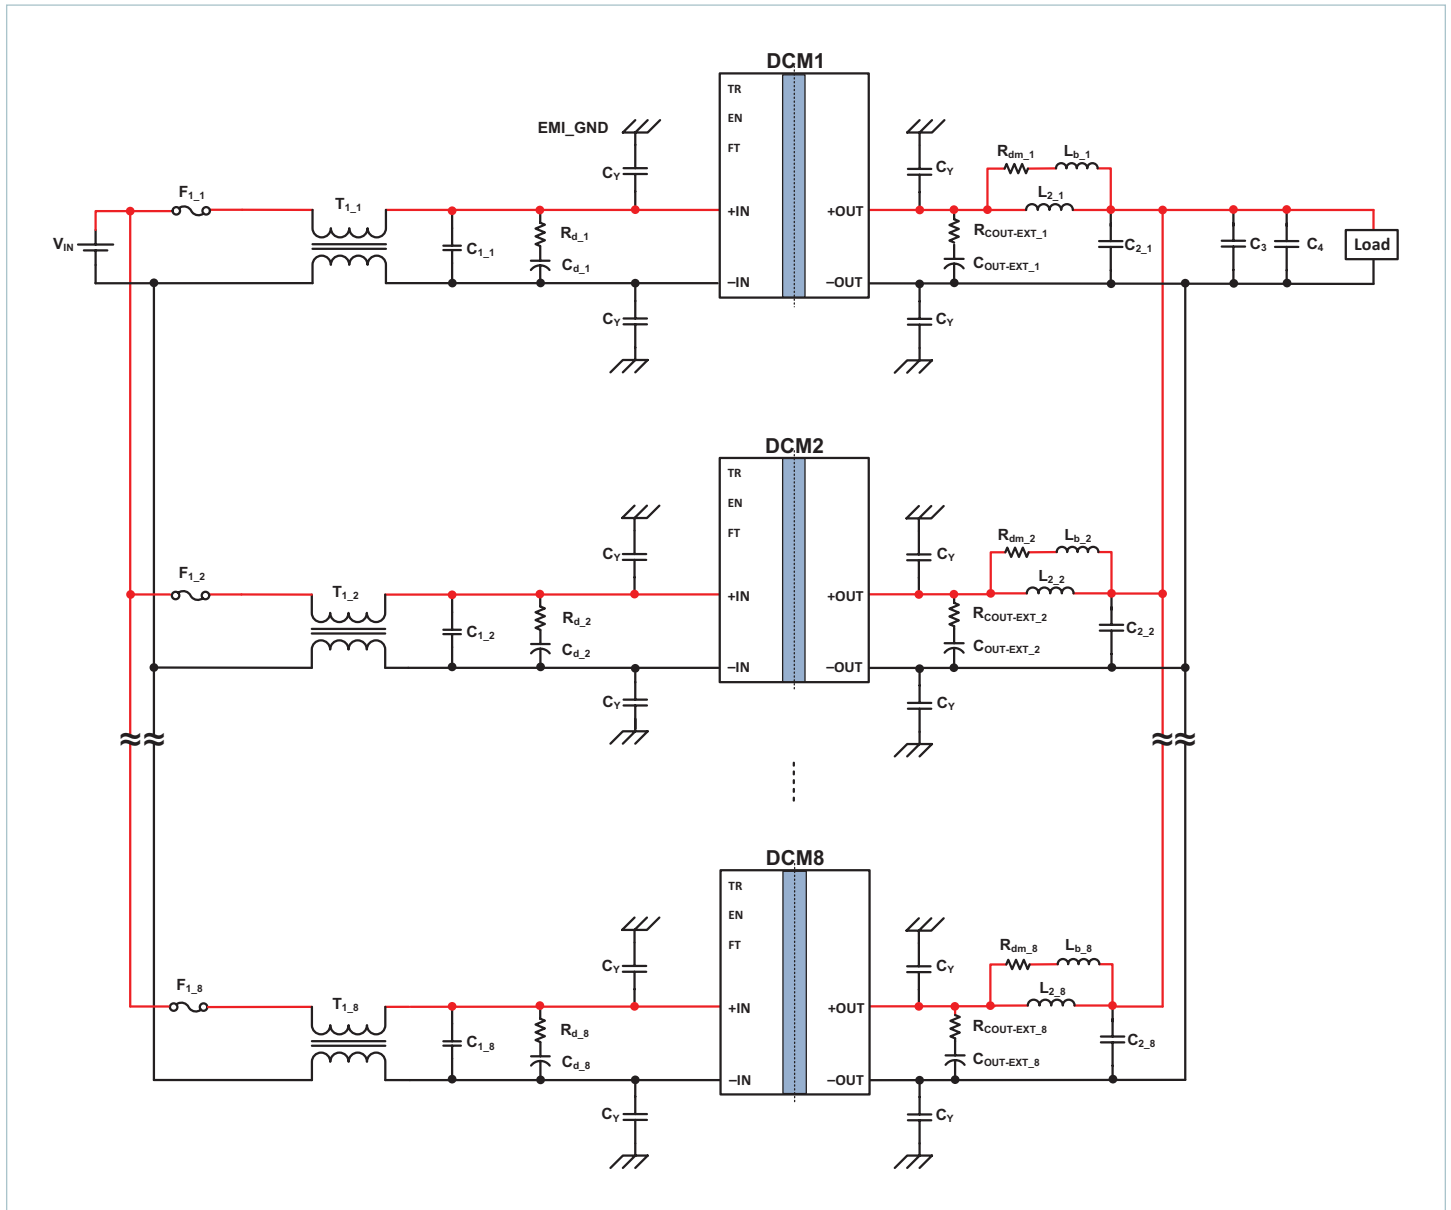 DCM1
TR
EN
FT
+IN
–IN
+OUT
–OUT
EMI_GND
CY
CY
CY
CY
F1_1
T1_1
VIN
C1_1
Rd_1
Cd_1
Rdm_1
Lb_1
L2_1
RCOUT-EXT_1
COUT-EXT_1
C2_1
C3
C4
Load
DCM2
TR
EN
FT
+IN
–IN
+OUT
–OUT
CY
CY
CY
CY
F1_2
T1_2
C1_2
Rd_2
Cd_2
Rdm_2
Lb_2
L2_2
RCOUT-EXT_2
COUT-EXT_2
C2_2
DCM8
TR
EN
FT
+IN
–IN
+OUT
–OUT
CY
CY
CY
CY
F1_8
T1_8
C1_8
Rd_8
Cd_8
Rdm_8
Lb_8
L2_8
RCOUT-EXT_8
COUT-EXT_8
C2_8